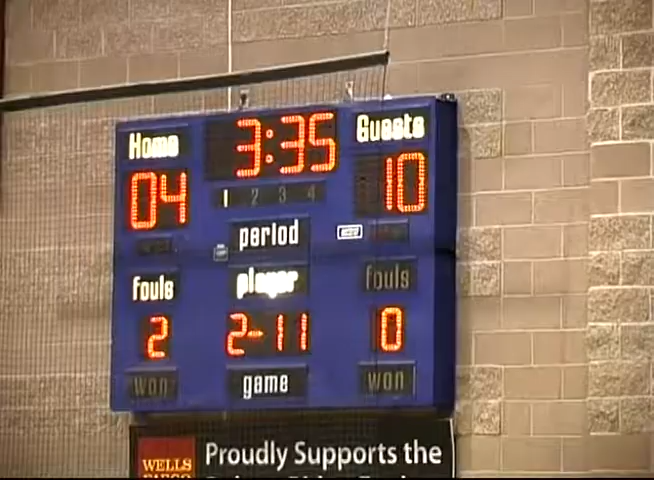 Home 3:35 Guests
04 1 2 3 4 10
period
fouls player fouls
2 2-11 0
won game won
WELLS FARGO Proudly Supports the